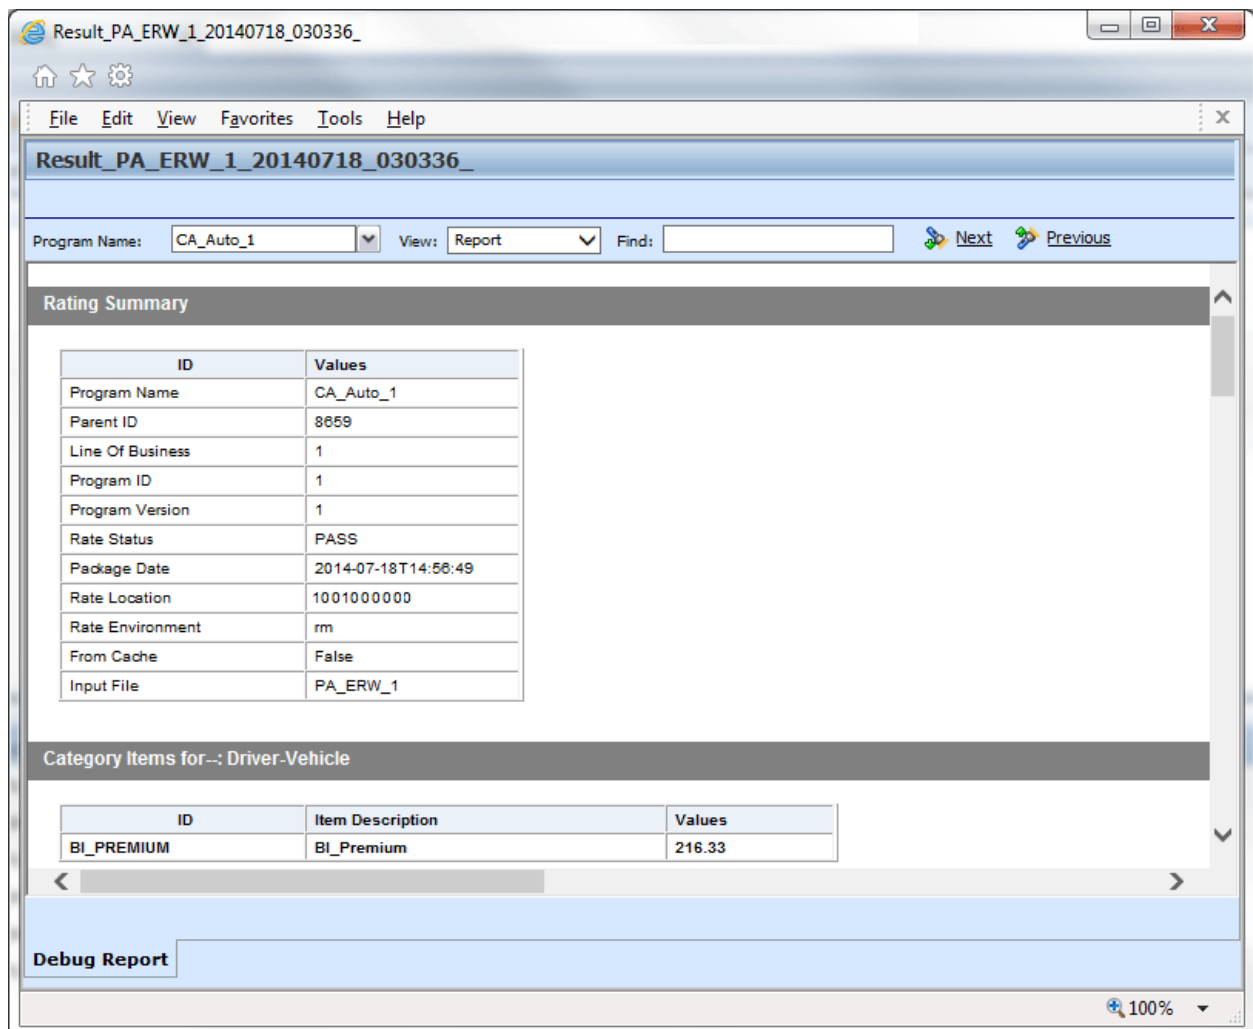 Result_PA_ERW_1_20140718_030336_
File Edit View Favorites Tools Help
Result_PA_ERW_1_20140718_030336_
Program Name: CA_Auto_1 View: Report Find: Next Previous
Rating Summary
ID Values
Program Name CA_Auto_1
Parent ID 8659
Line Of Business 1
Program ID 1
Program Version 1
Rate Status PASS
Package Date 2014-07-18T14:56:49
Rate Location 1001000000
Rate Environment rm
From Cache False
Input File PA_ERW_1
Category Items for--: Driver-Vehicle
ID Item Description Values
BI_PREMIUM BI_Premium 216.33
Debug Report
100%